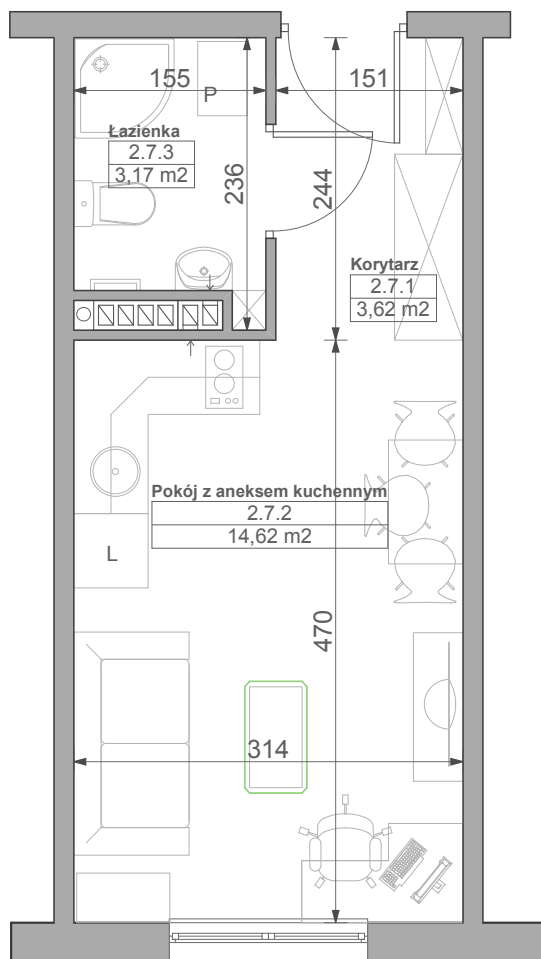 155
151
P
Łazienka
2.7.3
3,17 m2
236
244
Korytarz
2.7.1
3,62 m2
Pokój z aneksem kuchennym
2.7.2
14,62 m2
L
470
314